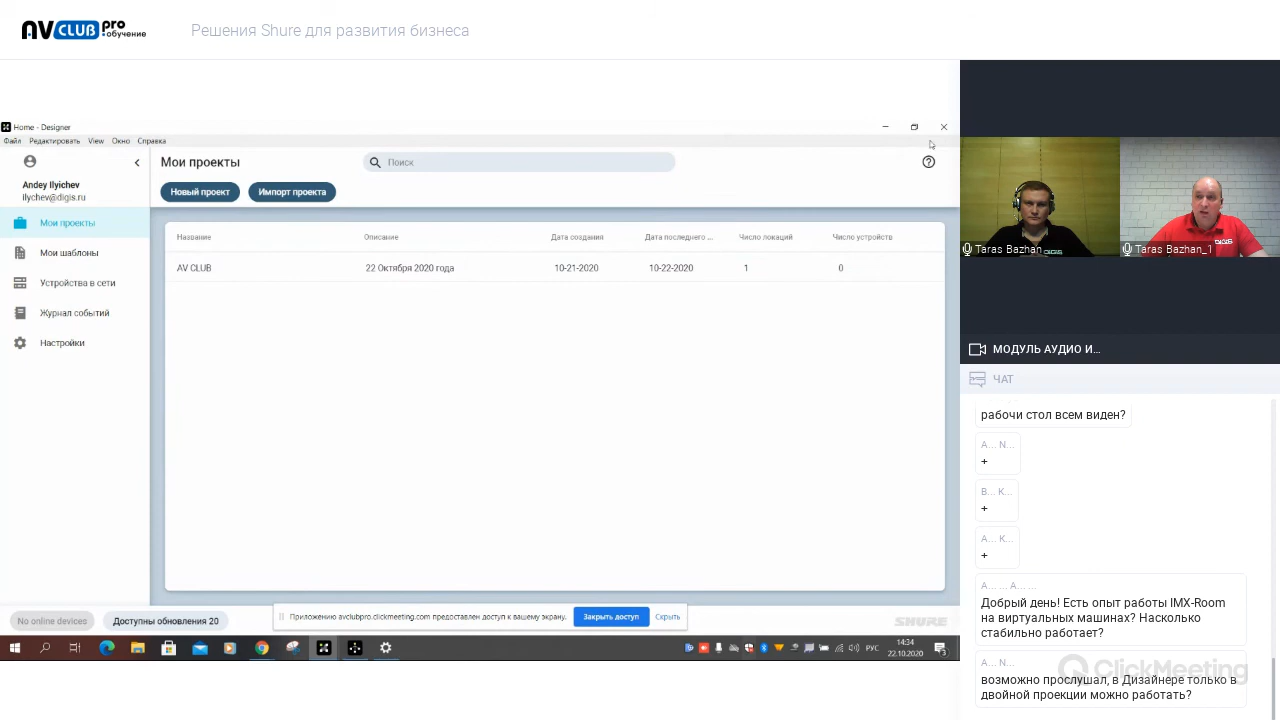 AVCLUB pro обучение
Решения Shure для развития бизнеса
Home - Designer
Файл Редактировать View Окно Справка
Andey Ilyichev
ilychev@digis.ru
Мои проекты
Поиск
Новый проект
Импорт проекта
Мои проекты
Мои шаблоны
Устройства в сети
Журнал событий
Настройки
Название Описание Дата создания Дата последнего ... Число локаций Число устройств
AV CLUB 22 Октября 2020 года 10-21-2020 10-22-2020 1 0
No online devices
Доступны обновления 20
Приложению avclubpro.clickmeeting.com предоставлен доступ к вашему экрану.
Закрыть доступ
Скрыть
SHURE
РУС
14:34
22.10.2020
3
Taras Bazhan
DIGIS
Taras Bazhan_1
DIGIS
МОДУЛЬ АУДИО И...
ЧАТ
рабочи стол всем виден?
A... N...
+
B... K...
+
A... K...
+
A... ... A... ...
Добрый день! Есть опыт работы IMX-Room
на виртуальных машинах? Насколько
стабильно работает?
A... N...
возможно прослушал, в Дизайнере только в
двойной проекции можно работать?
ClickMeeting